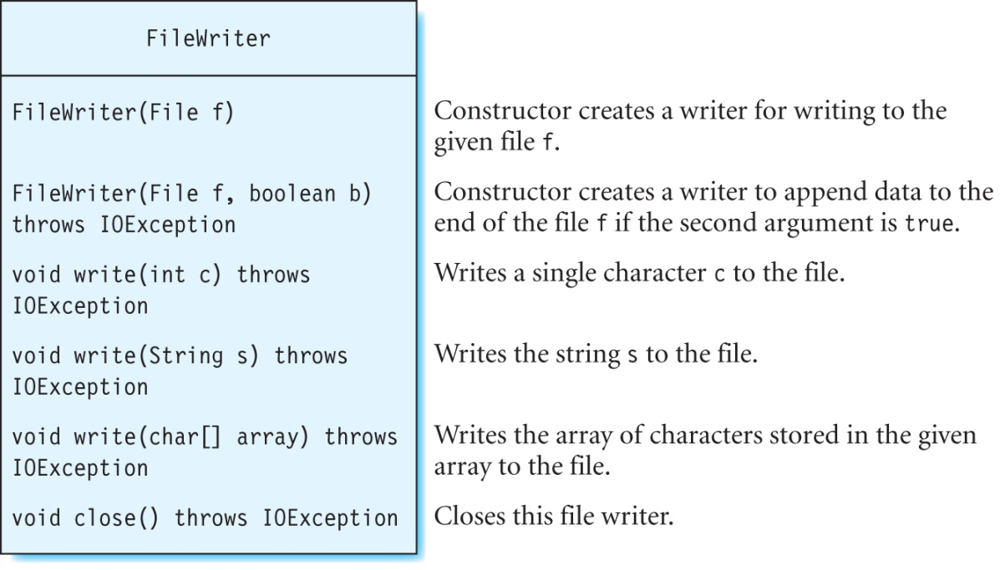 FileWriter
FileWriter(File f)
Constructor creates a writer for writing to the
given file f.
FileWriter(File f, boolean b)
throws IOException
Constructor creates a writer to append data to the
end of the file f if the second argument is true.
void write(int c) throws
IOException
Writes a single character c to the file.
void write(String s) throws
IOException
Writes the string s to the file.
void write(char[] array) throws
IOException
Writes the array of characters stored in the given
array to the file.
void close() throws IOException
Closes this file writer.